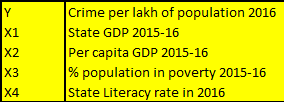 Y Crime per lakh of population 2016
X1 State GDP 2015-16
X2 Per capita GDP 2015-16
X3 % population in poverty 2015-16
X4 State Literacy rate in 2016